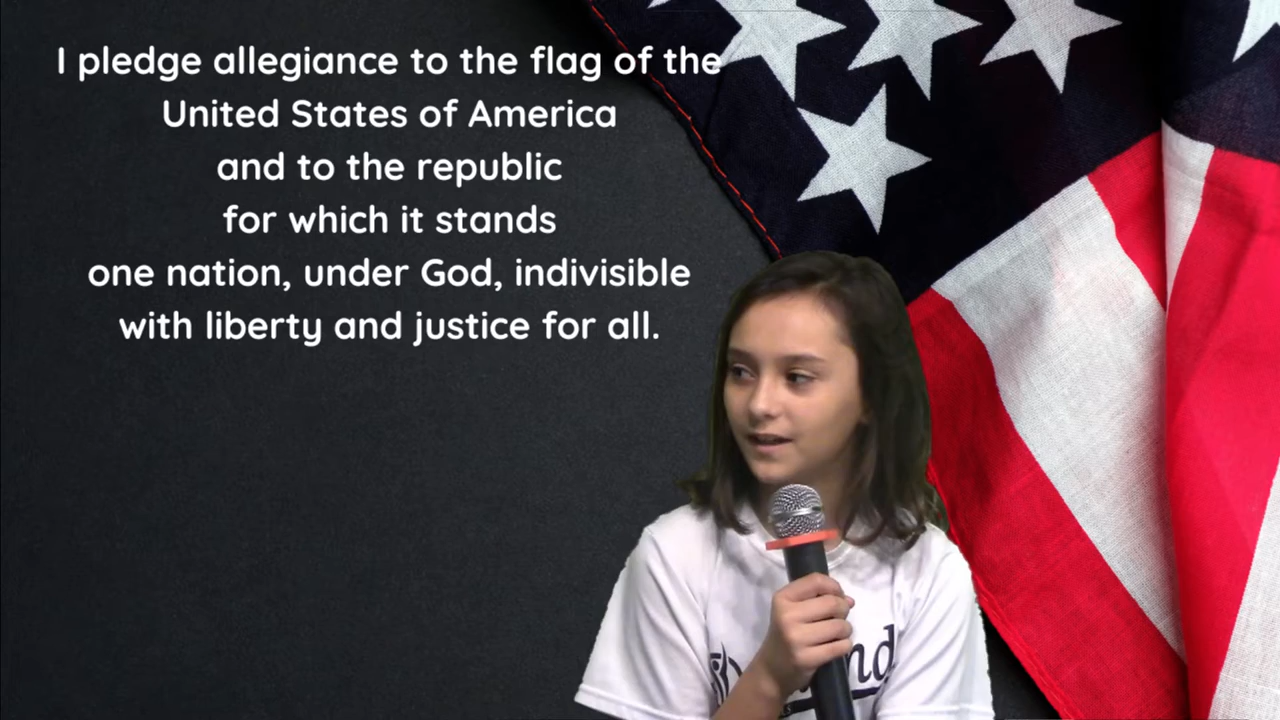 I pledge allegiance to the flag of the
United States of America
and to the republic
for which it stands
one nation, under God, indivisible
with liberty and justice for all.